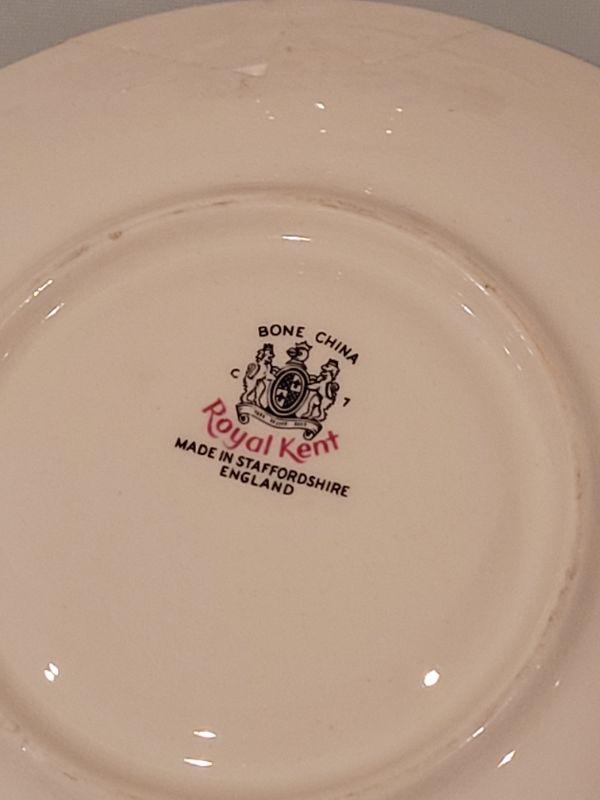 BONE CHINA
C 7
Royal Kent
MADE IN STAFFORDSHIRE
ENGLAND